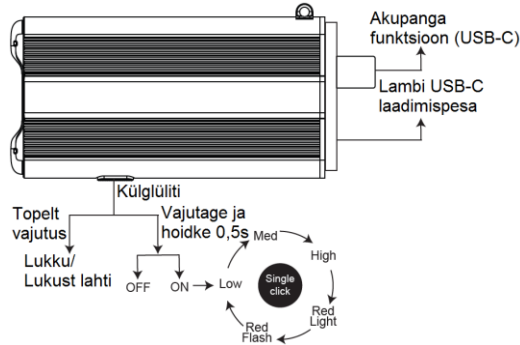 Akupanga
funktsioon (USB-C)
Lambi USB-C
laadimispesa
Külglüliti
Topelt
vajutus
Vajutage ja
hoidke 0,5s
Lukku/
Lukust lahti
OFF
ON
Low
Med
High
Red
Light
Red
Flash
Single
click